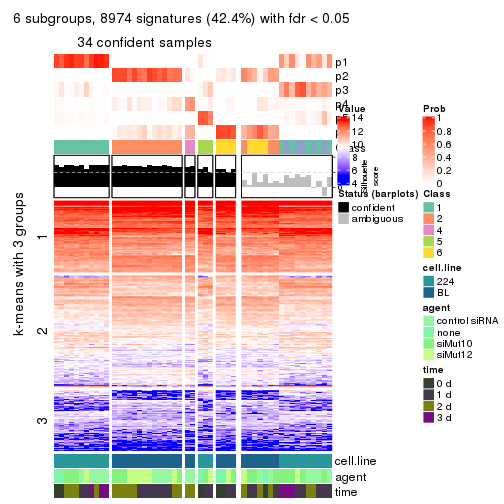 6 subgroups, 8974 signatures (42.4%) with fdr < 0.05
34 confident samples
p1
p2
p3
p4
Value
14
12
10
8
6
4
Prob
1
0.8
0.6
0.4
0.2
0
Silhouette
score
Status (barplots)
confident
ambiguous
Class
1
2
4
5
6
cell.line
224
BL
agent
control siRNA
none
siMut10
siMut12
time
0 d
1 d
2 d
3 d
k-means with 3 groups
1
2
3
cell.line
agent
time